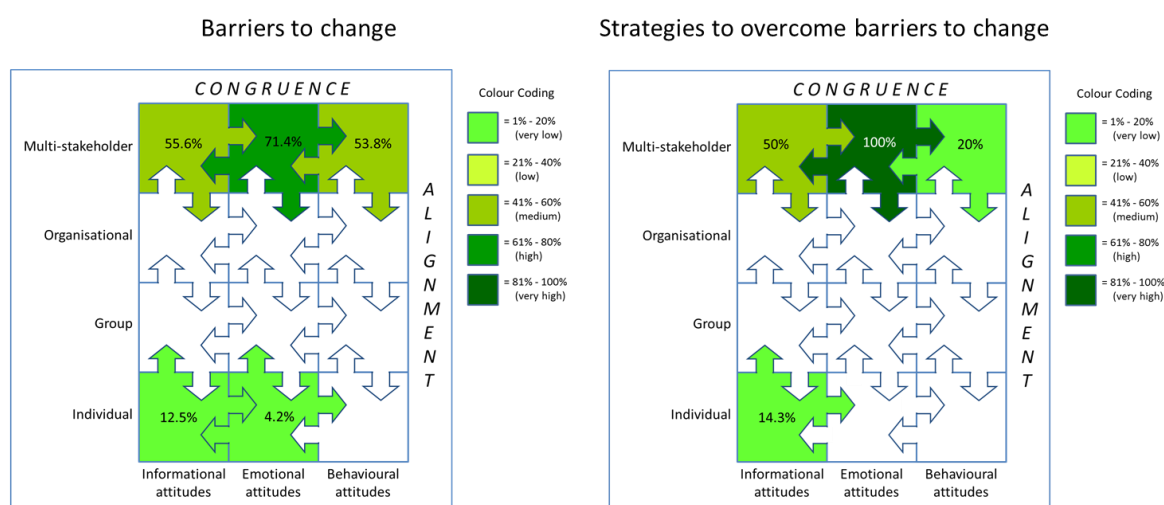 Barriers to change
Strategies to overcome barriers to change
CONGRUENCE
Multi-stakeholder
55.6%
71.4%
53.8%
Organisational
Group
Individual
12.5%
4.2%
Informational
attitudes
Emotional
attitudes
Behavioural
attitudes
ALIGNMENT
Colour Coding
= 1% - 20%
(very low)
= 21% - 40%
(low)
= 41% - 60%
(medium)
= 61% - 80%
(high)
= 81% - 100%
(very high)
CONGRUENCE
Multi-stakeholder
50%
100%
20%
Organisational
Group
Individual
14.3%
Informational
attitudes
Emotional
attitudes
Behavioural
attitudes
ALIGNMENT
Colour Coding
= 1% - 20%
(very low)
= 21% - 40%
(low)
= 41% - 60%
(medium)
= 61% - 80%
(high)
= 81% - 100%
(very high)